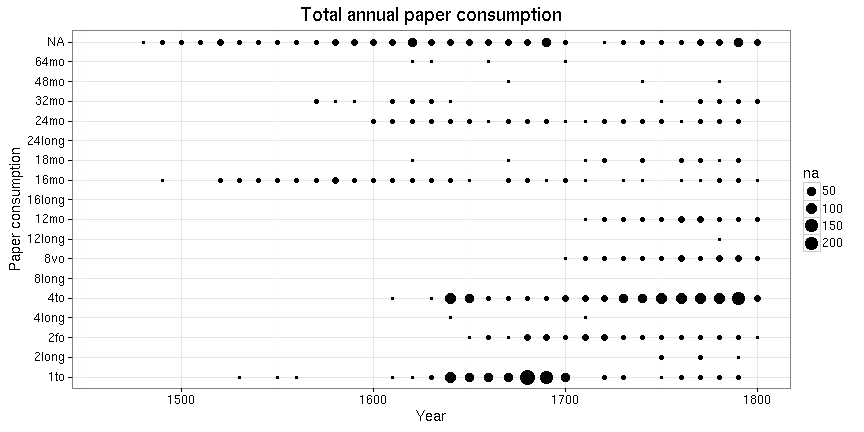 Total annual paper consumption
NA
64mo
48mo
32mo
24mo
24long
18mo
16mo
16long
12mo
12long
8vo
8long
4to
4long
2fo
2long
1to
Paper consumption
1500 1600 1700 1800
Year
na
50
100
150
200